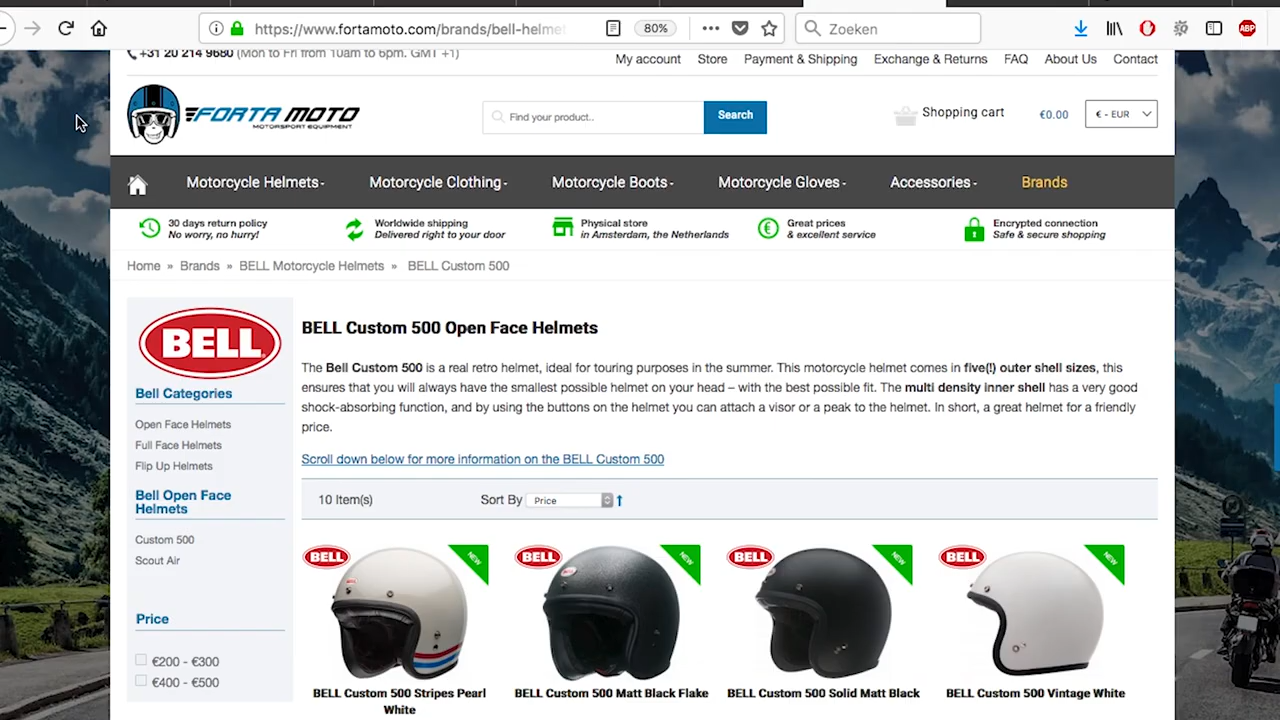 https://www.fortamoto.com/brands/bell-helme
80%
Zoeken
ABP
+31 20 214 9680 (Mon to Fri from 10am to 6pm. GMT +1)
My account Store Payment & Shipping Exchange & Returns FAQ About Us Contact
FORTA MOTO
MOTORSPORT EQUIPMENT
Find your product..
Search
Shopping cart
€0.00
€ - EUR
Motorcycle Helmets Motorcycle Clothing Motorcycle Boots Motorcycle Gloves Accessories Brands
30 days return policy
No worry, no hurry!
Worldwide shipping
Delivered right to your door
Physical store
in Amsterdam, the Netherlands
Great prices
& excellent service
Encrypted connection
Safe & secure shopping
Home » Brands » BELL Motorcycle Helmets » BELL Custom 500
BELL
Bell Categories
Open Face Helmets
Full Face Helmets
Flip Up Helmets
Bell Open Face
Helmets
Custom 500
Scout Air
Price
€200 - €300
€400 - €500
BELL Custom 500 Open Face Helmets
The Bell Custom 500 is a real retro helmet, ideal for touring purposes in the summer. This motorcycle helmet comes in five(!) outer shell sizes, this
ensures that you will always have the smallest possible helmet on your head – with the best possible fit. The multi density inner shell has a very good
shock-absorbing function, and by using the buttons on the helmet you can attach a visor or a peak to the helmet. In short, a great helmet for a friendly
price.
Scroll down below for more information on the BELL Custom 500
10 Item(s)
Sort By Price
BELL NEW
BELL NEW
BELL NEW
BELL NEW
BELL Custom 500 Stripes Pearl
White
BELL Custom 500 Matt Black Flake
BELL Custom 500 Solid Matt Black
BELL Custom 500 Vintage White